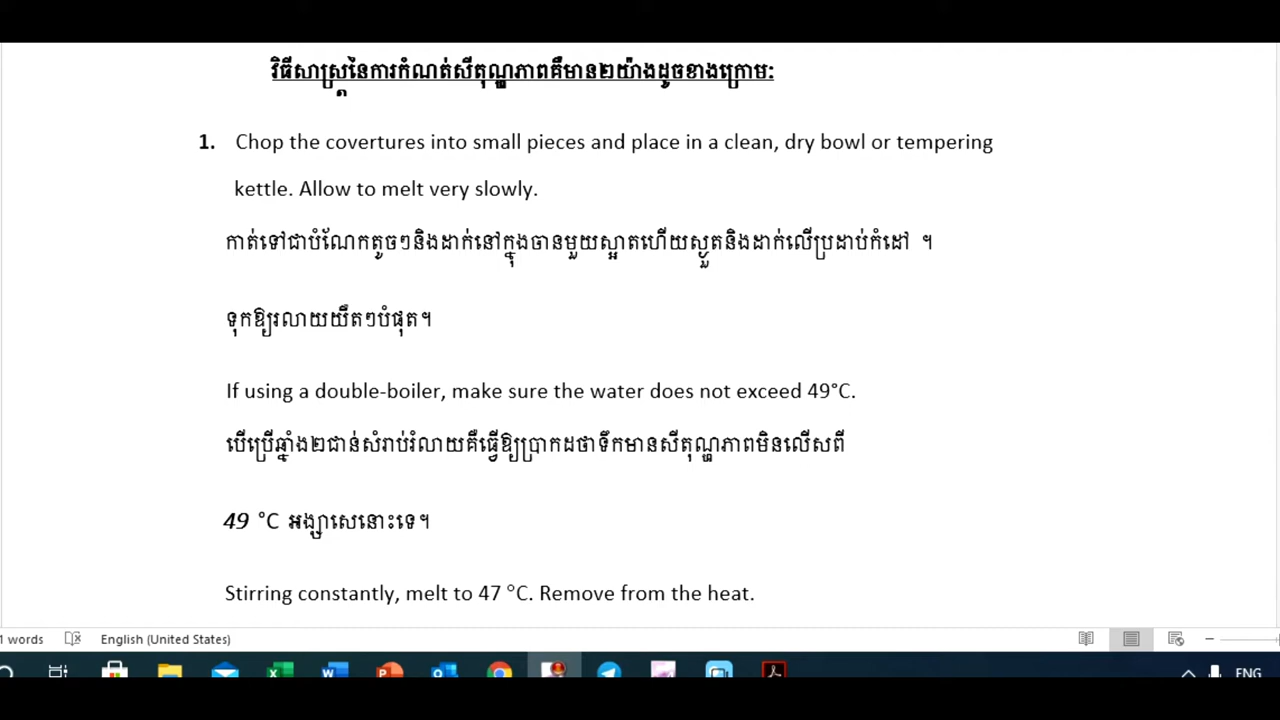 វិធីសាស្ត្រនៃការកំណត់សីតុណ្ហភាពគឺមាន២យ៉ាងដូចខាងក្រោម:
1. Chop the covertures into small pieces and place in a clean, dry bowl or tempering
kettle. Allow to melt very slowly.
កាត់ទៅជាបំណែកតូចៗនិងដាក់នៅក្នុងចានមួយស្អាតហើយស្ងួតនិងដាក់លើប្រដាប់កំដៅ ។
ទុកឱ្យរលាយយឺតៗបំផុត។
If using a double-boiler, make sure the water does not exceed 49°C.
បើប្រើឆ្នាំង២ជាន់សំរាប់រំលាយគឺធ្វើឱ្យប្រាកដថាទឹកមានសីតុណ្ហភាពមិនលើសពី
49 °C អង្សាសេនោះទេ។
Stirring constantly, melt to 47 °C. Remove from the heat.
1 words English (United States)
ENG